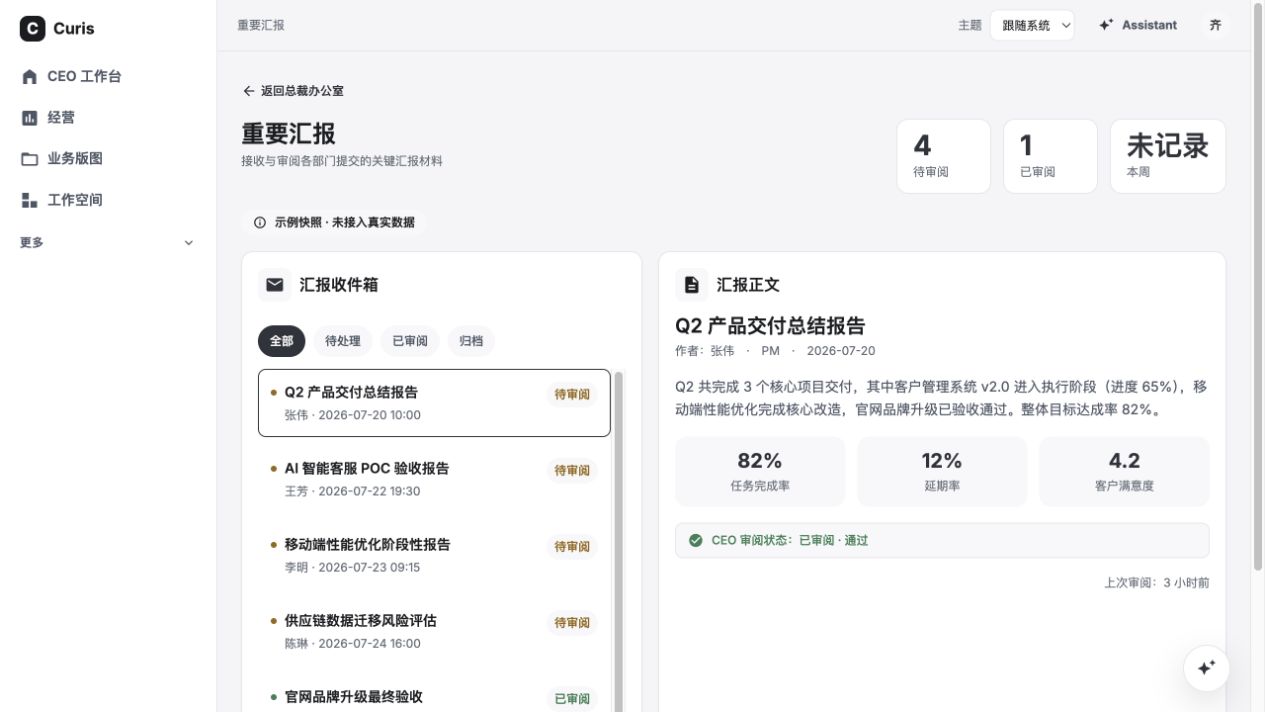 C Curis
CEO 工作台
经营
业务版图
工作空间
更多
重要汇报
主题 跟随系统 Assistant 齐
返回总裁办公室
重要汇报
接收与审阅各部门提交的关键汇报材料
4
待审阅
1
已审阅
未记录
本周
示例快照 · 未接入真实数据
汇报收件箱
全部 待处理 已审阅 归档
Q2 产品交付总结报告 待审阅
张伟 · 2026-07-20 10:00
AI 智能客服 POC 验收报告 待审阅
王芳 · 2026-07-22 19:30
移动端性能优化阶段性报告 待审阅
李明 · 2026-07-23 09:15
供应链数据迁移风险评估 待审阅
陈琳 · 2026-07-24 16:00
官网品牌升级最终验收 已审阅
汇报正文
Q2 产品交付总结报告
作者：张伟 · PM · 2026-07-20
Q2 共完成 3 个核心项目交付，其中客户管理系统 v2.0 进入执行阶段（进度 65%），移
动端性能优化完成核心改造，官网品牌升级已验收通过。整体目标达成率 82%。
82%
任务完成率
12%
延期率
4.2
客户满意度
CEO 审阅状态：已审阅 · 通过
上次审阅：3 小时前